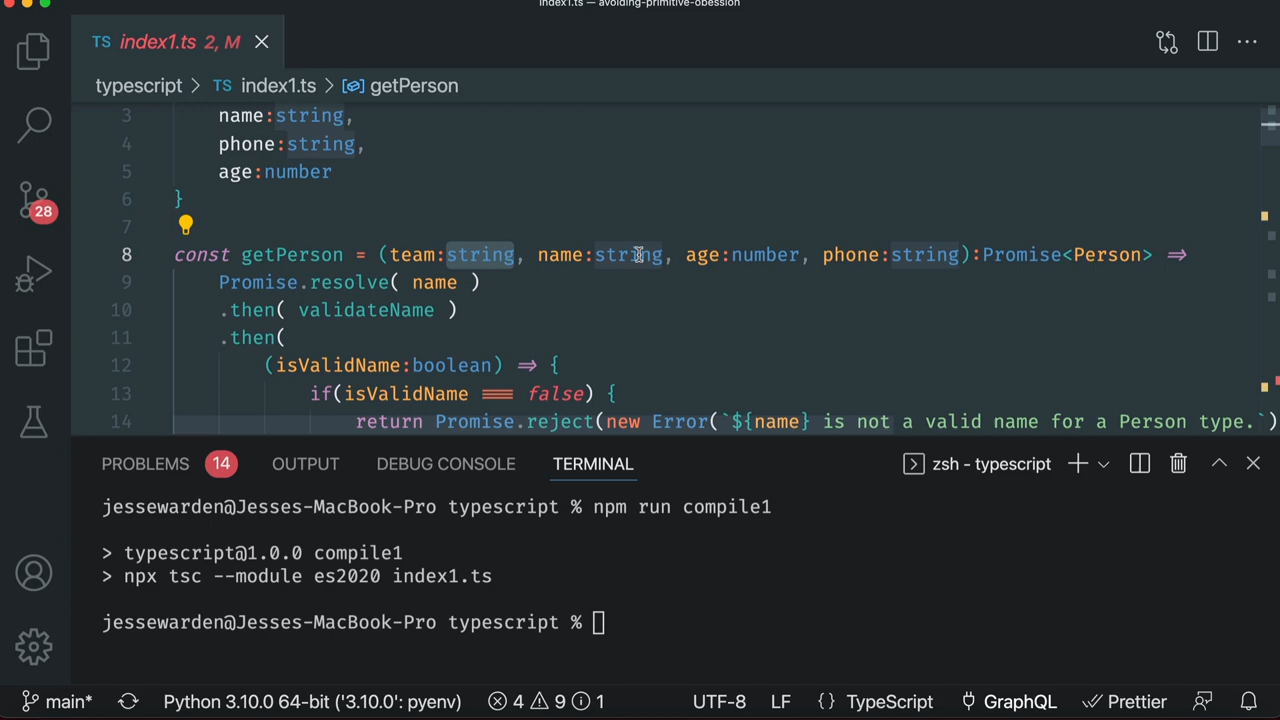 index1.ts — avoiding-primitive-obession
TS index1.ts 2, M
typescript > TS index1.ts > getPerson
3 name:string,
4 phone:string,
5 age:number
6 }
7
8 const getPerson = (team:string, name:string, age:number, phone:string):Promise<Person> =>
9 Promise.resolve( name )
10 .then( validateName )
11 .then(
12 (isValidName:boolean) => {
13 if(isValidName === false) {
14 return Promise.reject(new Error(`${name} is not a valid name for a Person type.`)
28
PROBLEMS 14 OUTPUT DEBUG CONSOLE TERMINAL zsh - typescript
jessewarden@Jesses-MacBook-Pro typescript % npm run compile1
> typescript@1.0.0 compile1
> npx tsc --module es2020 index1.ts
jessewarden@Jesses-MacBook-Pro typescript %
main* Python 3.10.0 64-bit ('3.10.0': pyenv) 4 9 1 UTF-8 LF {} TypeScript GraphQL Prettier